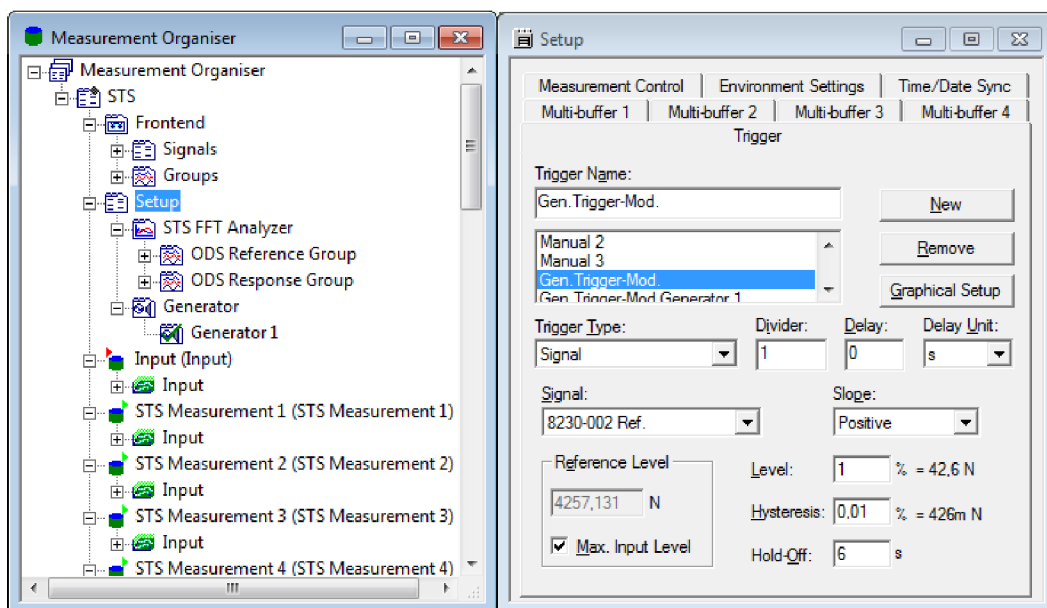 Measurement Organiser
Measurement Organiser
STS
Frontend
Signals
Groups
Setup
STS FFT Analyzer
ODS Reference Group
ODS Response Group
Generator
Generator 1
Input (Input)
Input
STS Measurement 1 (STS Measurement 1)
Input
STS Measurement 2 (STS Measurement 2)
Input
STS Measurement 3 (STS Measurement 3)
Input
STS Measurement 4 (STS Measurement 4)
Setup
Measurement Control Environment Settings Time/Date Sync
Multi-buffer 1 Multi-buffer 2 Multi-buffer 3 Multi-buffer 4
Trigger
Trigger Name:
Gen.Trigger-Mod.
New
Manual 2
Manual 3
Gen.Trigger-Mod.
Gen.Trigger-Mod Generator 1
Remove
Graphical Setup
Trigger Type: Divider: Delay: Delay Unit:
Signal 1 0 s
Signal: Slope:
8230-002 Ref. Positive
Reference Level
4257,131 N
Max. Input Level
Level: 1 % = 42,6 N
Hysteresis: 0,01 % = 426m N
Hold-Off: 6 s